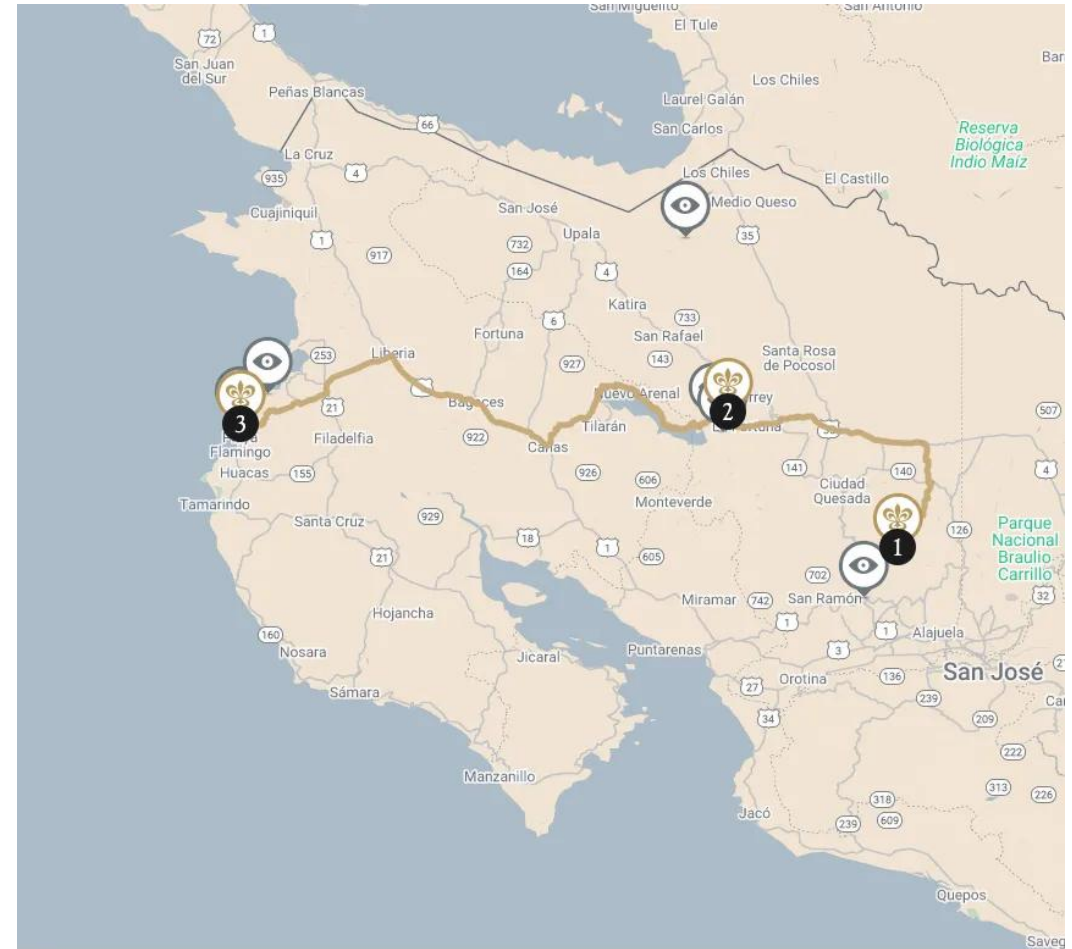 San Miguelito
San Antonio
El Tule
72
1
San Juan
del Sur
Bar
Los Chiles
Peñas Blancas
Laurel Galán
66
San Carlos
Reserva
Biológica
Indio Maíz
La Cruz
935
4
Los Chiles
El Castillo
Cuajiniquil
San José
Medio Queso
1
732
Upala
35
917
164
4
Katira
6
733
Fortuna
San Rafael
253
Liberia
927
143
Santa Rosa
de Pocosol
Nuevo Arenal
21
Bagaces
3
2
507
Filadelfia
922
Tilarán
Flamingo
Cañas
Huacas
155
926
606
141
140
4
Ciudad
Quesada
Tamarindo
Monteverde
929
Santa Cruz
1
126
Parque
Nacional
Braulio
Carrillo
18
21
1
605
702
32
Hojancha
Miramar
742
San Ramón
1
1
Alajuela
160
Nosara
Jicaral
Puntarenas
3
San José
Orotina
136
27
Sámara
239
Ca
34
209
222
Manzanillo
313
226
318
Jacó
239
609
Quepos
Saveg